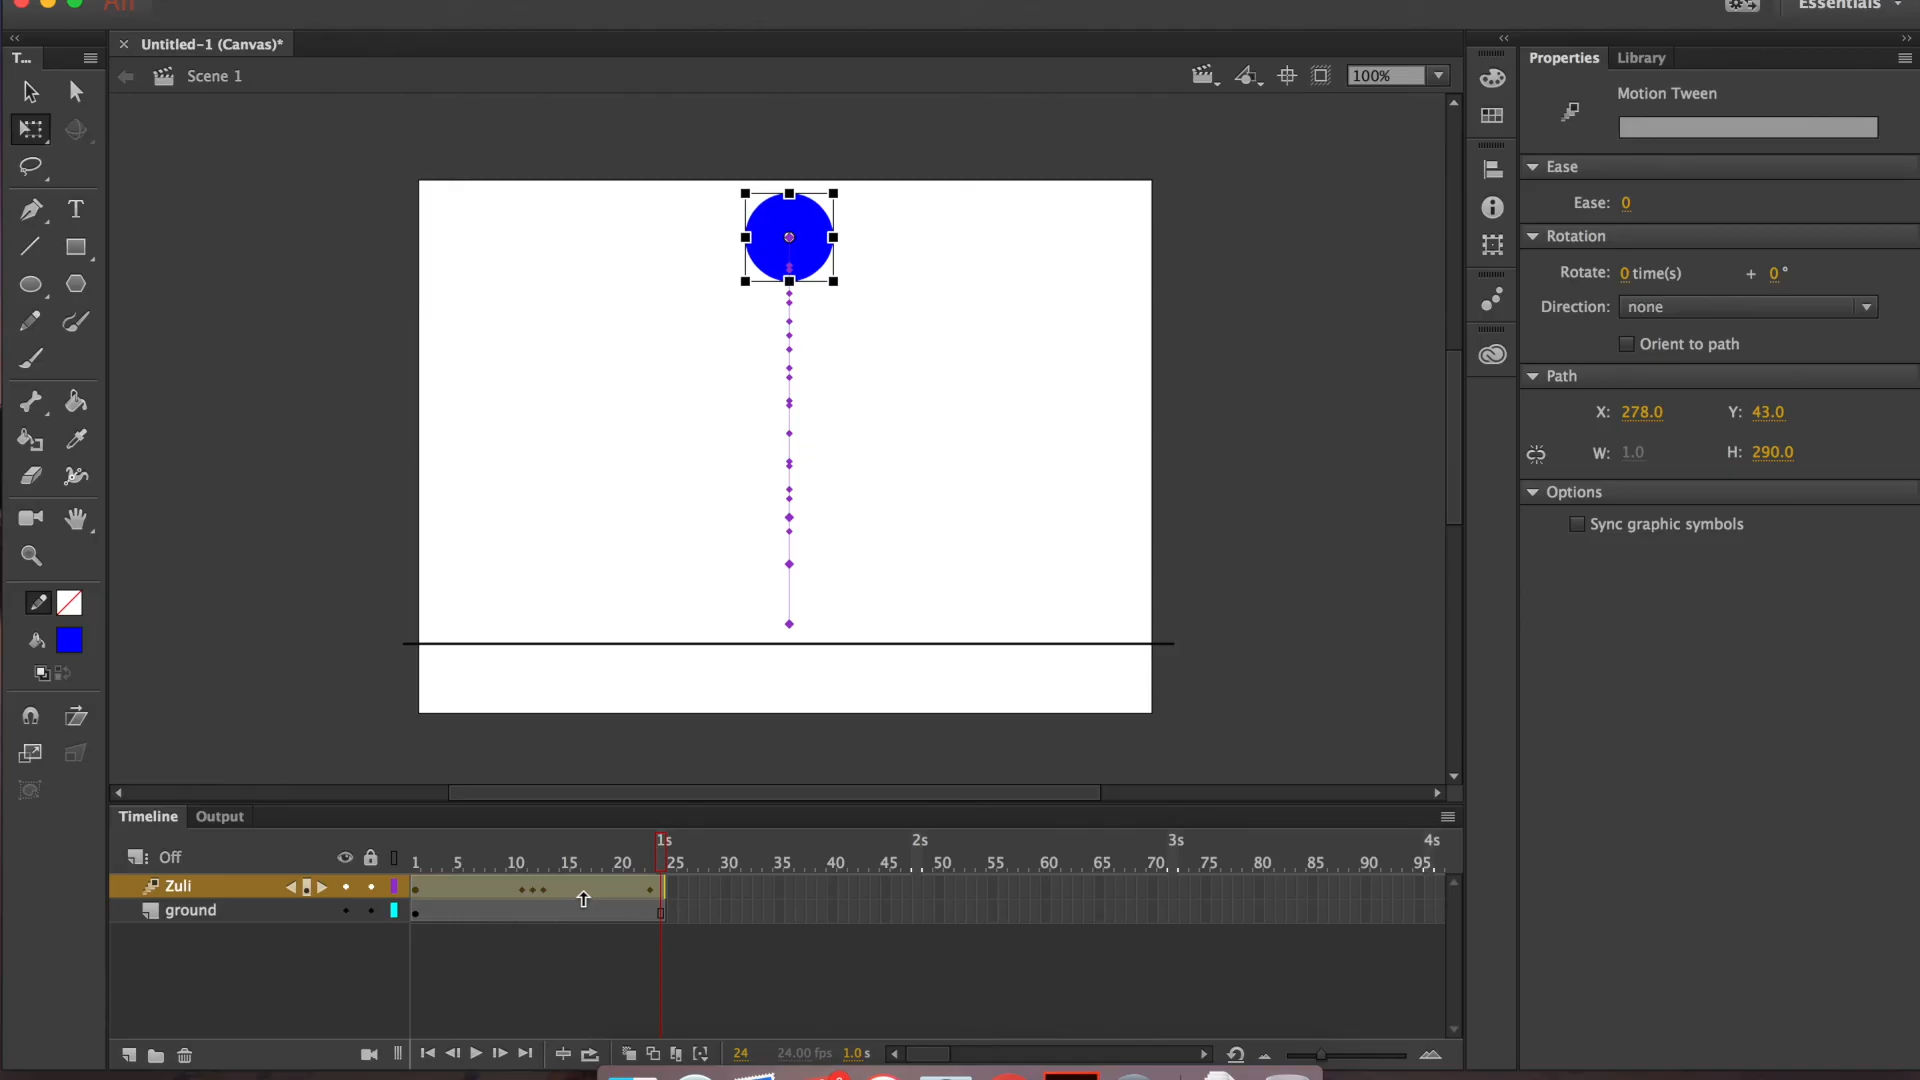 An
Essentials
T...
Untitled-1 (Canvas)*
Scene 1
100%
Properties
Library
Motion Tween
Ease
Ease: 0
Rotation
Rotate: 0 time(s) + 0 °
Direction: none
Orient to path
Path
X: 278.0 Y: 43.0
W: 1.0 H: 290.0
Options
Sync graphic symbols
T
Timeline
Output
1s 2s 3s 4s
Off
1 5 10 15 20 25 30 35 40 45 50 55 60 65 70 75 80 85 90 95
Zuli
ground
24 24.00 fps 1.0 s